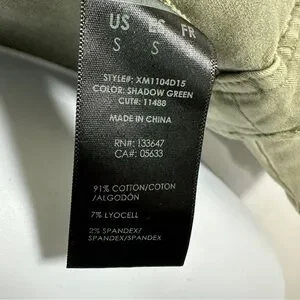 US ES FR
S S
STYLE#: XM1104D15
COLOR: SHADOW GREEN
CUT#: 11488
MADE IN CHINA
RN#: 133647
CA#: 05633
91% COTTON/COTON
/ALGODÓN
7% LYOCELL
2% SPANDEX/
SPANDEX/SPANDEX